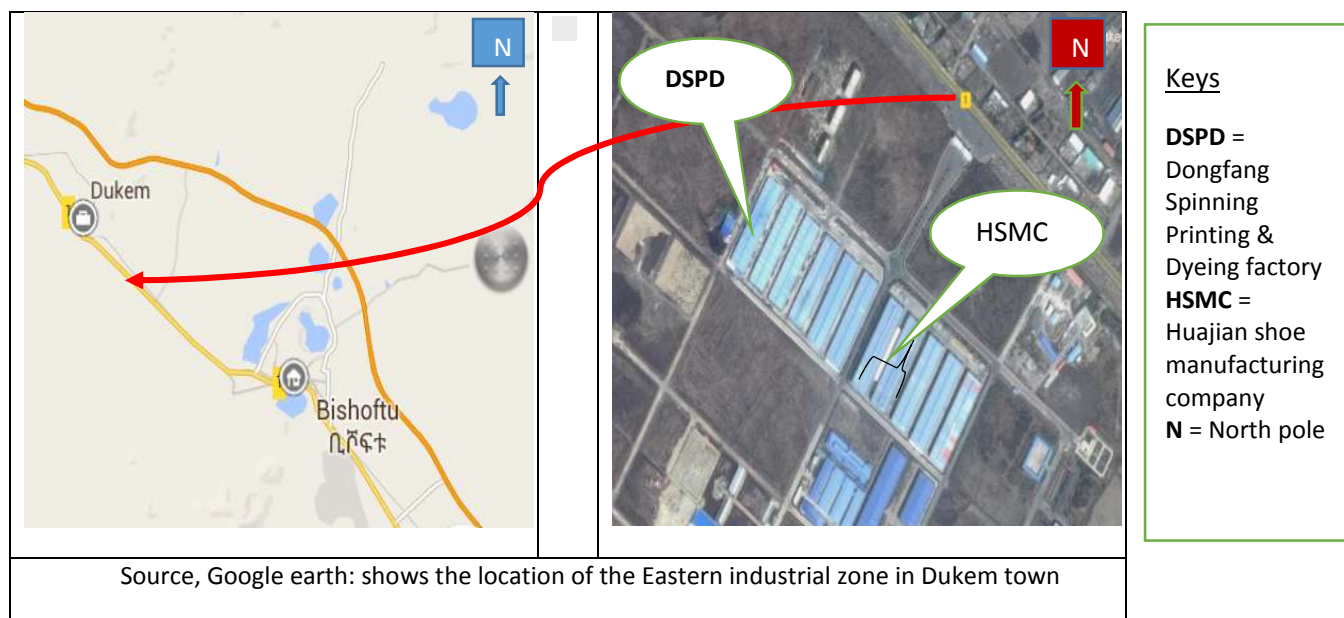 N
Dukem
Bishoftu
ቢሾፍቱ
N
DSPD
HSMC
Keys
DSPD =
Dongfang
Spinning
Printing &
Dyeing factory
HSMC =
Huajian shoe
manufacturing
company
N = North pole
Source, Google earth: shows the location of the Eastern industrial zone in Dukem town